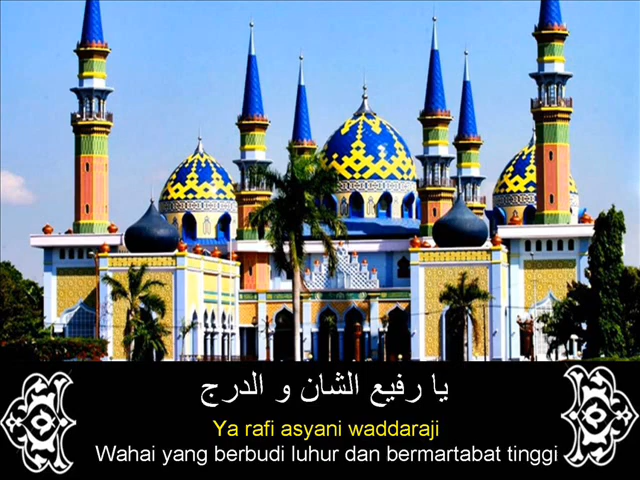 يا رفيع الشان و الدرج
Ya rafi asyani waddaraji
Wahai yang berbudi luhur dan bermartabat tinggi